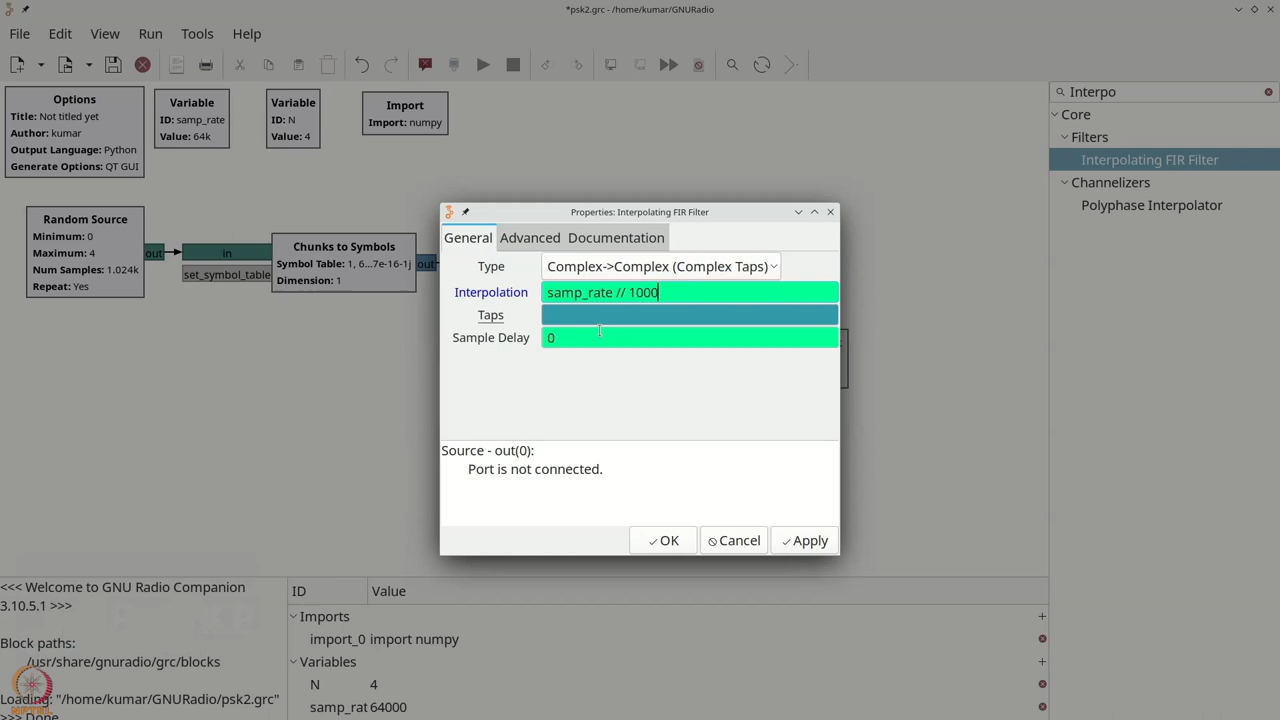 *psk2.grc - /home/kumar/GNURadio
File Edit View Run Tools Help
Options
Title: Not titled yet
Author: kumar
Output Language: Python
Generate Options: QT GUI
Variable
ID: samp_rate
Value: 64k
Variable
ID: N
Value: 4
Import
Import: numpy
Random Source
Minimum: 0
Maximum: 4
Num Samples: 1.024k
Repeat: Yes
out
in
set_symbol_table
Chunks to Symbols
Symbol Table: 1, 6...7e-16-1j
Dimension: 1
out
Properties: Interpolating FIR Filter
General Advanced Documentation
Type Complex->Complex (Complex Taps)
Interpolation samp_rate // 1000
Taps
Sample Delay 0
Source - out(0):
Port is not connected.
OK Cancel Apply
Interpo
Core
Filters
Interpolating FIR Filter
Channelizers
Polyphase Interpolator
<<< Welcome to GNU Radio Companion
3.10.5.1 >>>
Block paths:
/usr/share/gnuradio/grc/blocks
Loading: "/home/kumar/GNURadio/psk2.grc"
>>> Done
NPTEL
ID Value
Imports
import_0 import numpy
Variables
N 4
samp_rat 64000